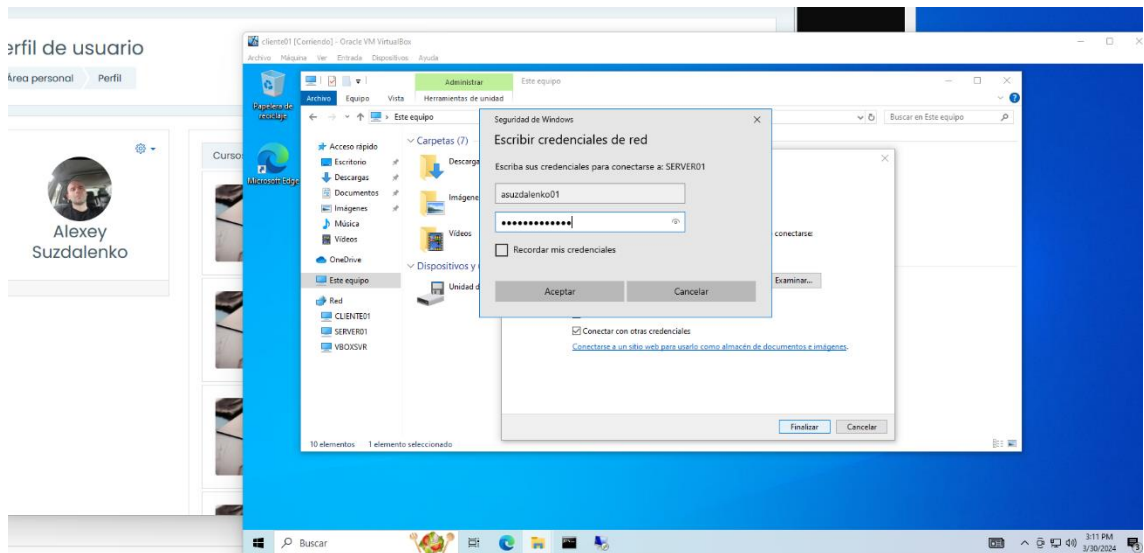 erfil de usuario
Área personal Perfil
Alexey
Suzdalenko
Curso
cliente01 [Corriendo] - Oracle VM VirtualBox
Archivo Máquina Ver Entrada Dispositivos Ayuda
Papelera de
reciclaje
Microsoft Edge
Administrar Este equipo
Archivo Equipo Vista Herramientas de unidad
Este equipo
Buscar en Este equipo
Acceso rápido
Escritorio
Descargas
Documentos
Imágenes
Música
Vídeos
OneDrive
Este equipo
Red
CLIENTE01
SERVER01
VBOXSVR
Carpetas (7)
Descarga
Imágene
Vídeos
Dispositivos y
Unidad d
Seguridad de Windows
Escribir credenciales de red
Escriba sus credenciales para conectarse a: SERVER01
asuzdalenko01
•••••••••••••
Recordar mis credenciales
Aceptar Cancelar
conectarse:
Examinar...
Conectar con otras credenciales
Conectarse a un sitio web para usarlo como almacén de documentos e imágenes.
Finalizar Cancelar
10 elementos 1 elemento seleccionado
Buscar
3:11 PM
3/30/2024